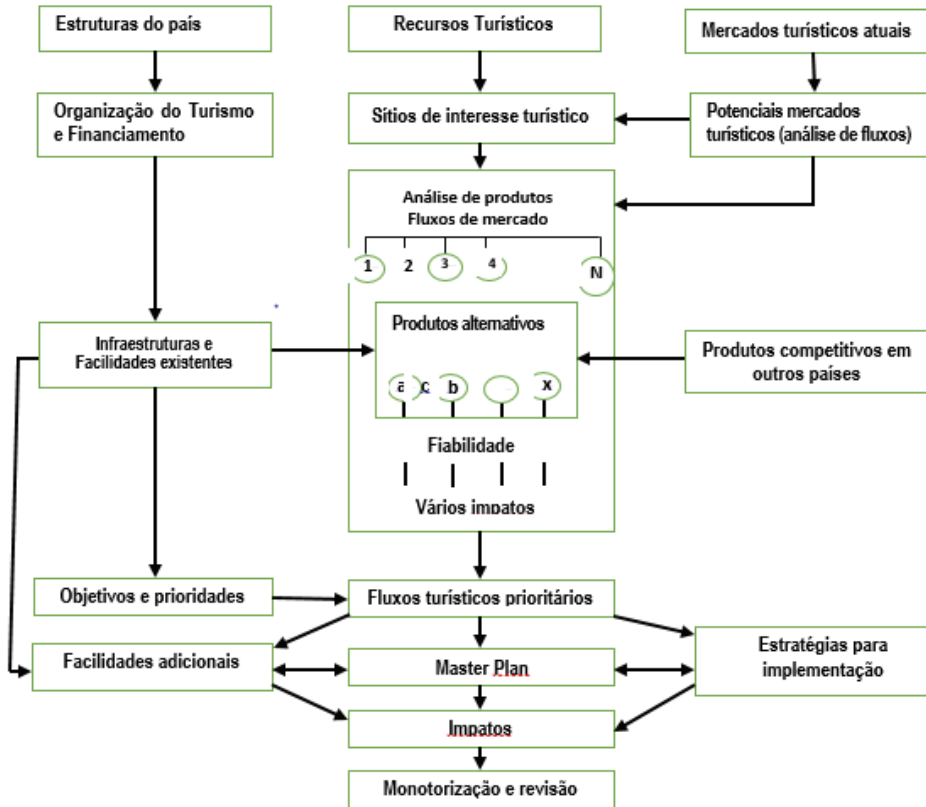 Estruturas do país
Recursos Turísticos
Mercados turísticos atuais
Organização do Turismo
e Financiamento
Sítios de interesse turístico
Potenciais mercados
turísticos (análise de fluxos)
Análise de produtos
Fluxos de mercado
1 2 3 4 N
Infraestruturas e
Facilidades existentes
Produtos alternativos
Produtos competitivos em
outros países
a c b x
Fiabilidade
Vários impatos
Objetivos e prioridades
Fluxos turísticos prioritários
Estratégias para
implementação
Facilidades adicionais
Master Plan
Impatos
Monotorização e revisão